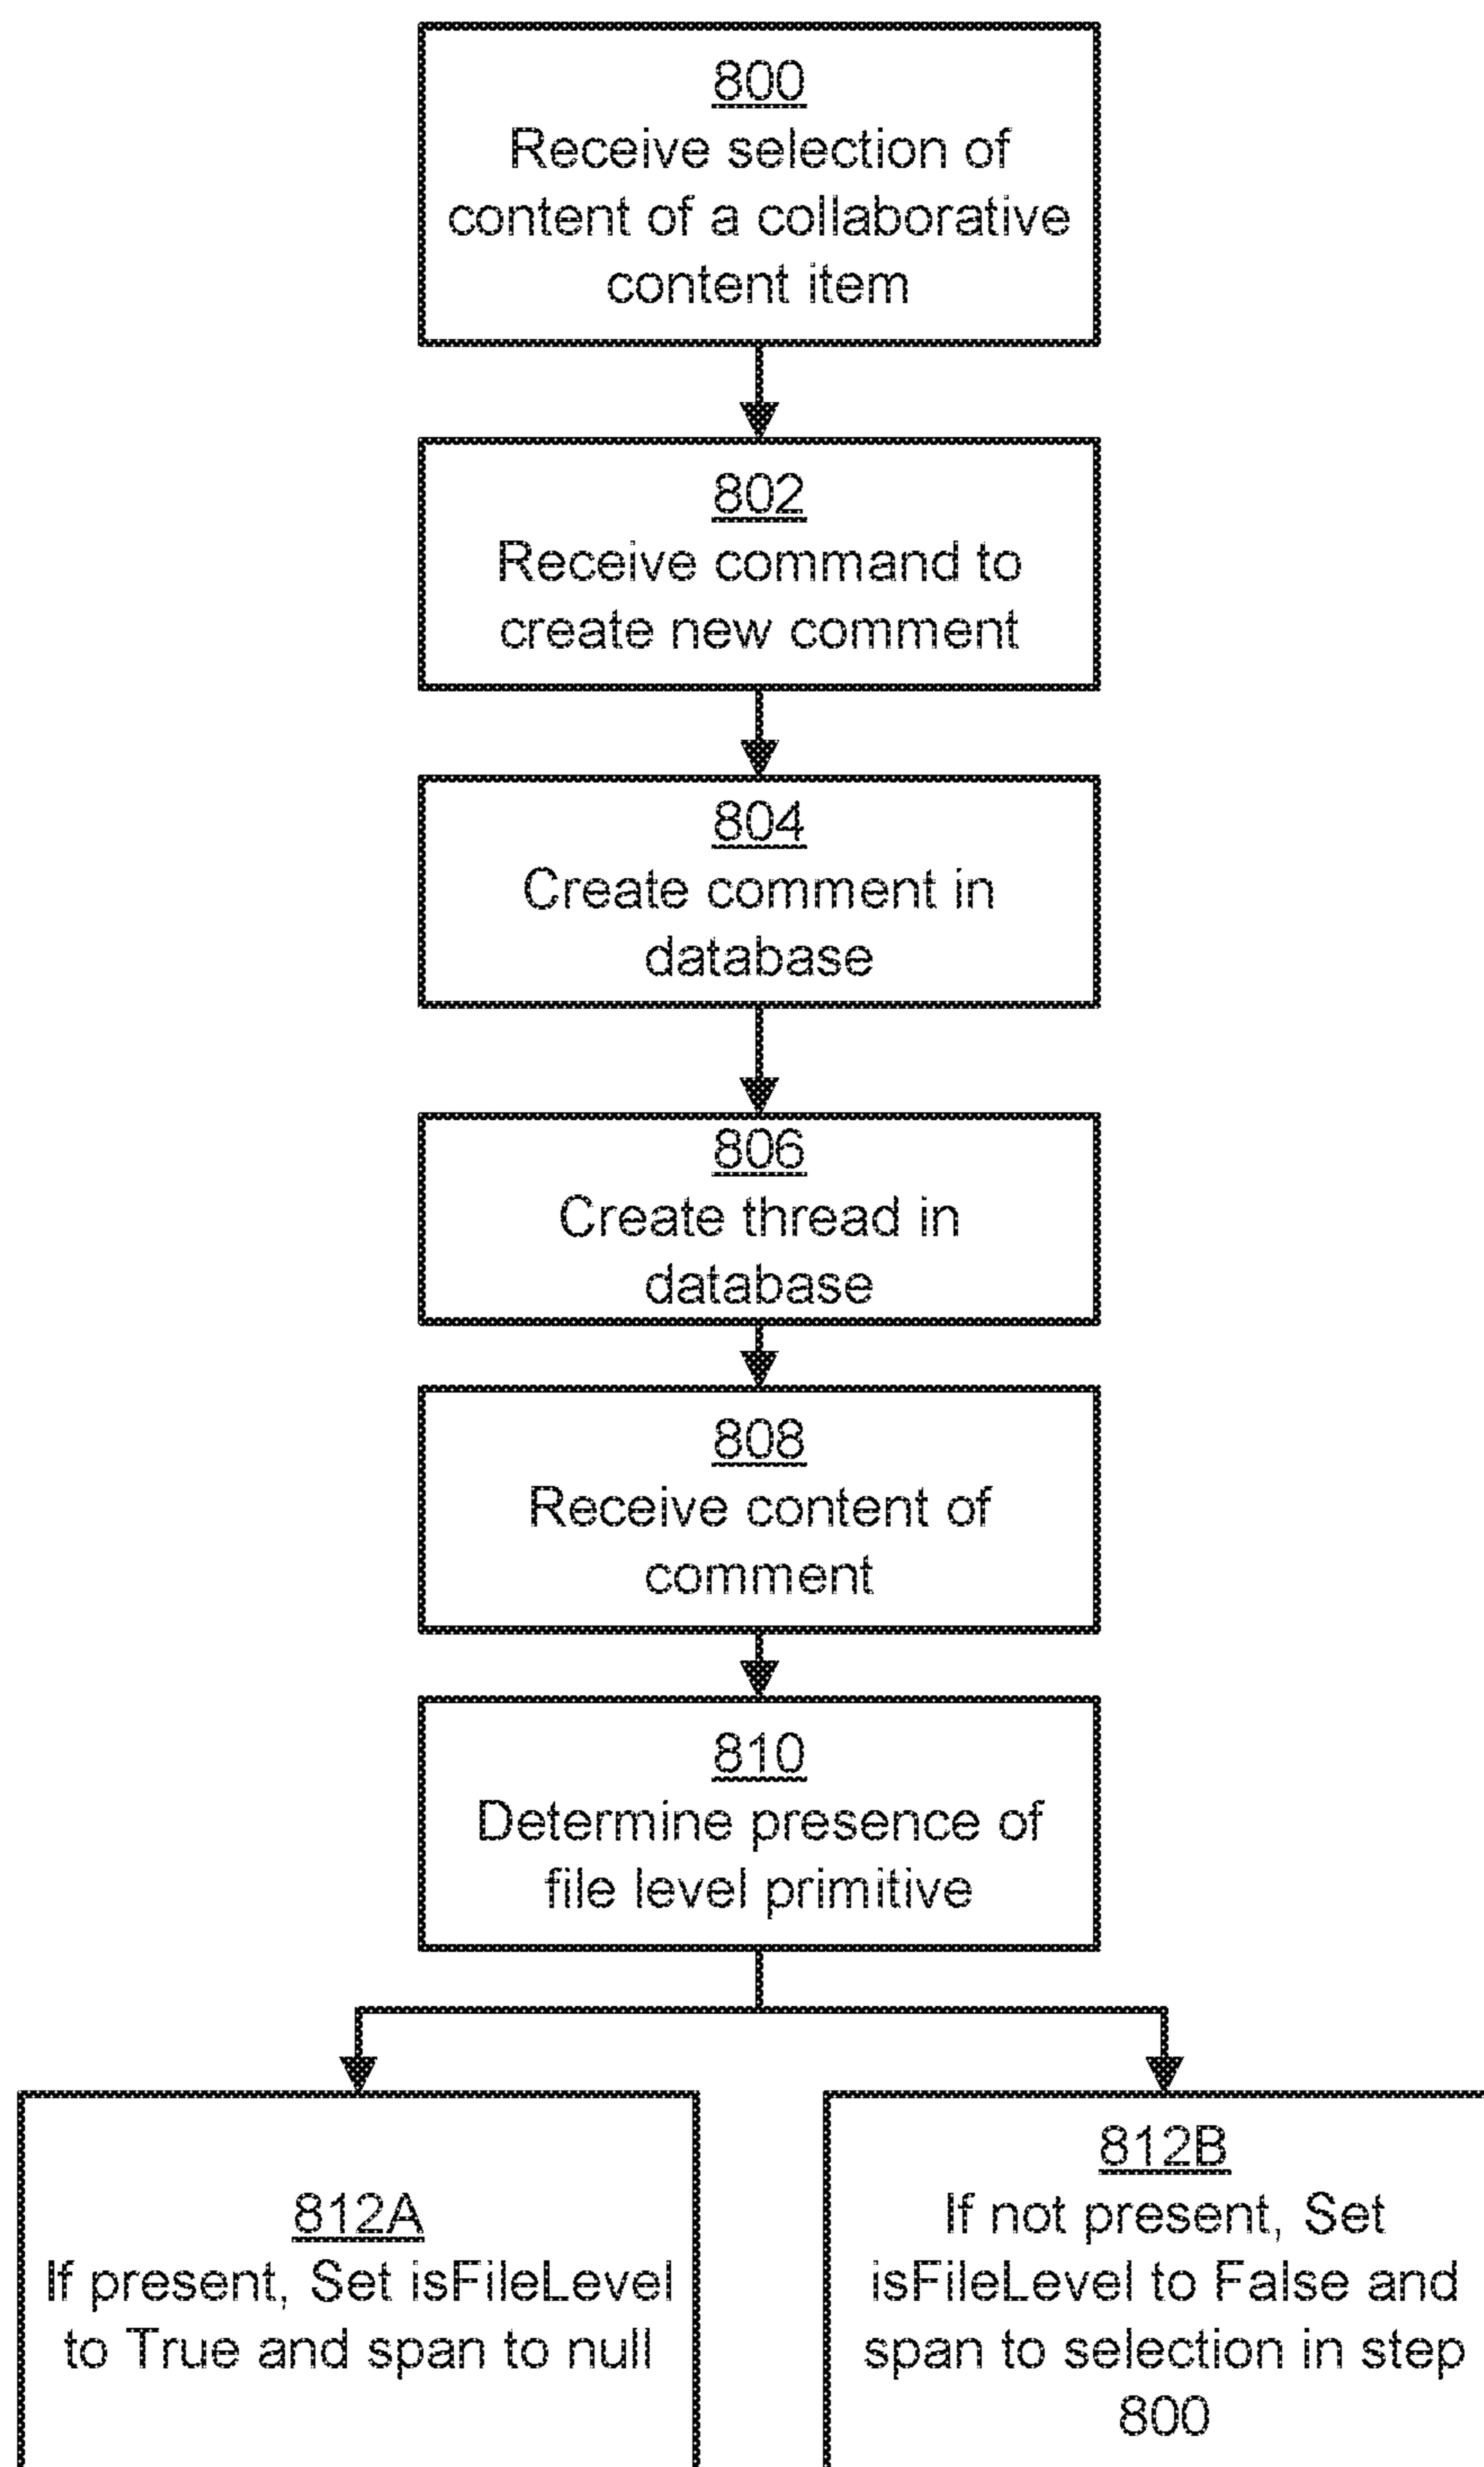 800
Receive selection of
content of a collaborative
content item
802
Receive command to
create new comment
804
Create comment in
database
806
Create thread in
database
808
Receive content of
comment
810
Determine presence of
file level primitive
812A
If present, Set isFileLevel
to True and span to null
812B
If not present, Set
isFileLevel to False and
span to selection in step
800